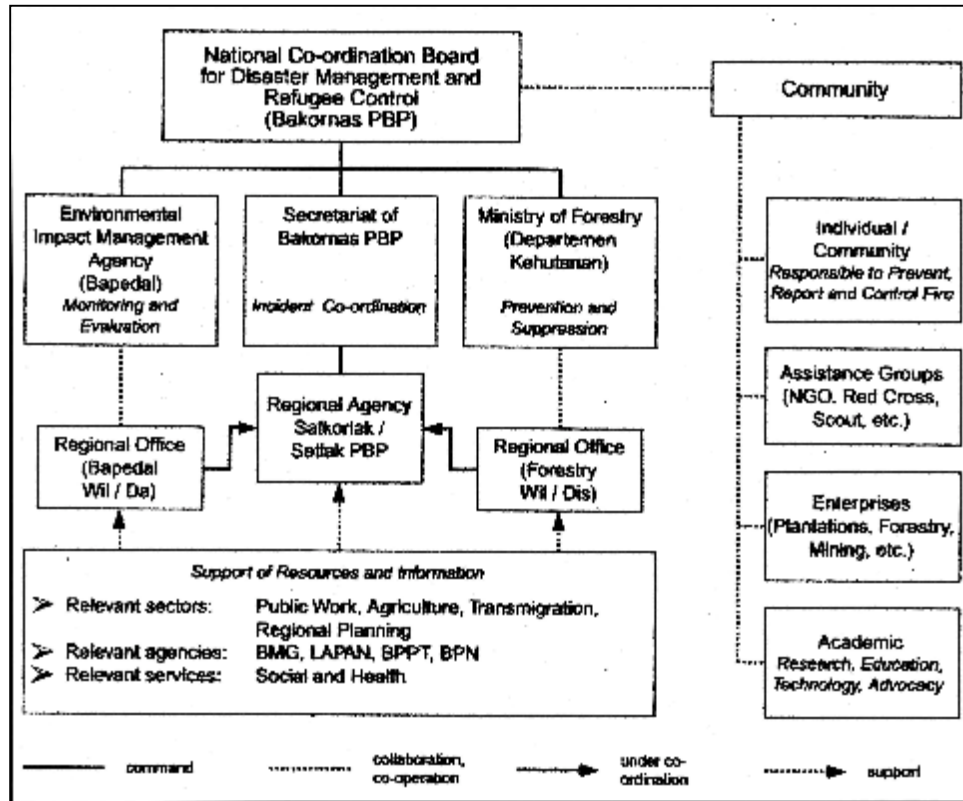 National Co-ordination Board
for Disaster Management and
Refugee Control
(Bakornas PBP)
Community
Environmental
Impact Management
Agency
(Bapedal)
Monitoring and
Evaluation
Secretariat of
Bakornas PBP
Incident Co-ordination
Ministry of Forestry
(Departemen
Kehutanan)
Prevention and
Suppression
Individual /
Community
Responsible to Prevent,
Report and Control Fire
Regional Office
(Bapedal
Wil / Da)
Regional Agency
Satkorlak /
Satlak PBP
Regional Office
(Forestry
Wil / Dis)
Assistance Groups
(NGO. Red Cross,
Scout, etc.)
Enterprises
(Plantations, Forestry,
Mining, etc.)
Academic
Research, Education,
Technology, Advocacy
Support of Resources and Information
➢ Relevant sectors: Public Work, Agriculture, Transmigration,
Regional Planning
➢ Relevant agencies: BMG, LAPAN, BPPT, BPN
➢ Relevant services: Social and Health
command
collaboration,
co-operation
under co-
ordination
support